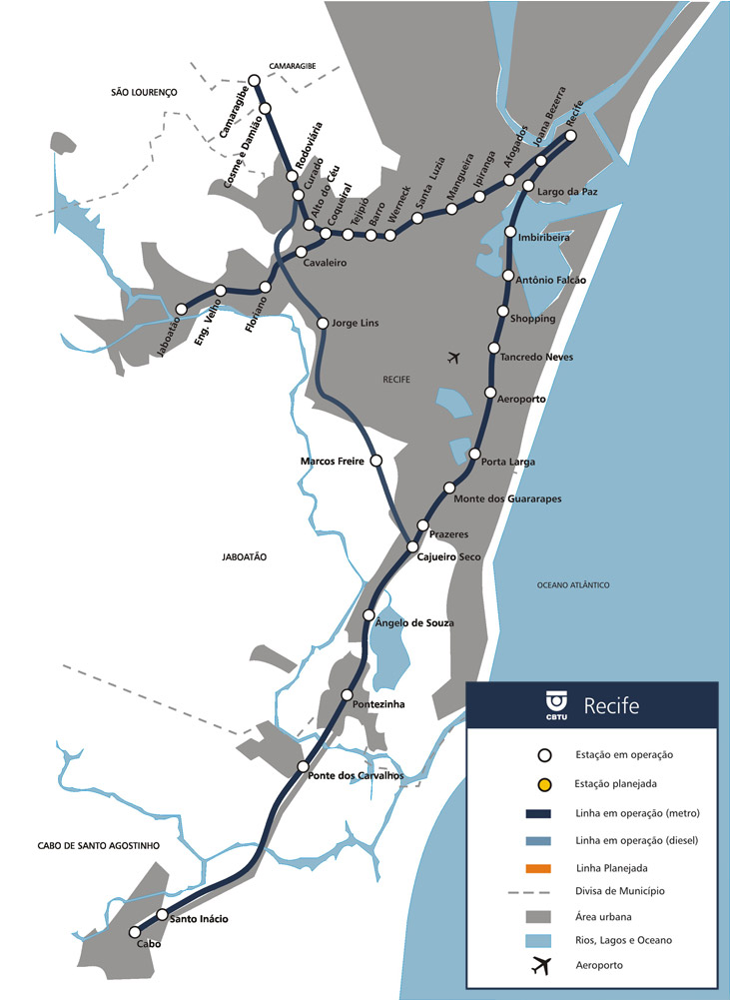 CAMARAGIBE
SÃO LOURENÇO
Camaragibe
Cosme e Damião
Rodoviária
Curado
Alto do Céu
Coqueiral
Tejipió
Barro
Werneck
Santa Luzia
Mangueira
Ipiranga
Afogados
Joana Bezerra
Recife
Largo da Paz
Imbiribeira
Cavaleiro
Antônio Falcão
Floriano
Eng. Velho
Jaboatão
Shopping
Jorge Lins
Tancredo Neves
RECIFE
Aeroporto
Marcos Freire
Porta Larga
Monte dos Guararapes
Prazeres
Cajueiro Seco
JABOATÃO
OCEANO ATLÂNTICO
Ângelo de Souza
Pontezinha
Ponte dos Carvalhos
CABO DE SANTO AGOSTINHO
Santo Inácio
Cabo
CBTU
Recife
Estação em operação
Estação planejada
Linha em operação (metro)
Linha em operação (diesel)
Linha Planejada
Divisa de Município
Área urbana
Rios, Lagos e Oceano
Aeroporto